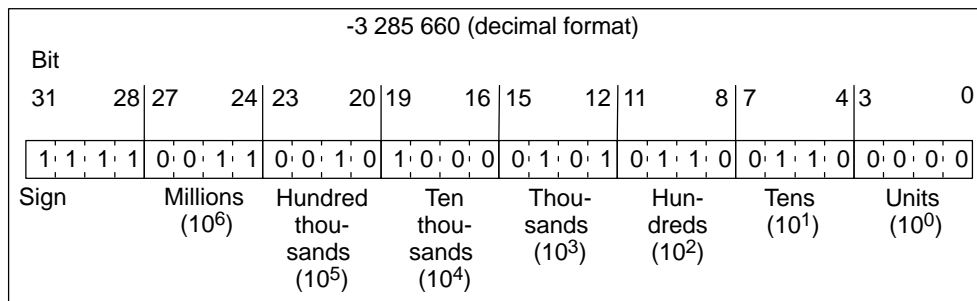 -3 285 660 (decimal format)
Bit
31 28 27 24 23 20 19 16 15 12 11 8 7 4 3 0
1 1 1 1 0 0 1 1 0 0 1 0 1 0 0 0 0 1 0 1 0 1 1 0 0 1 1 0 0 0 0 0
Sign Millions Hundred Ten Thou- Hun- Tens Units
(10⁶) thou- thou- sands dreds (10¹) (10⁰)
sands sands (10³) (10²)
(10⁵) (10⁴)